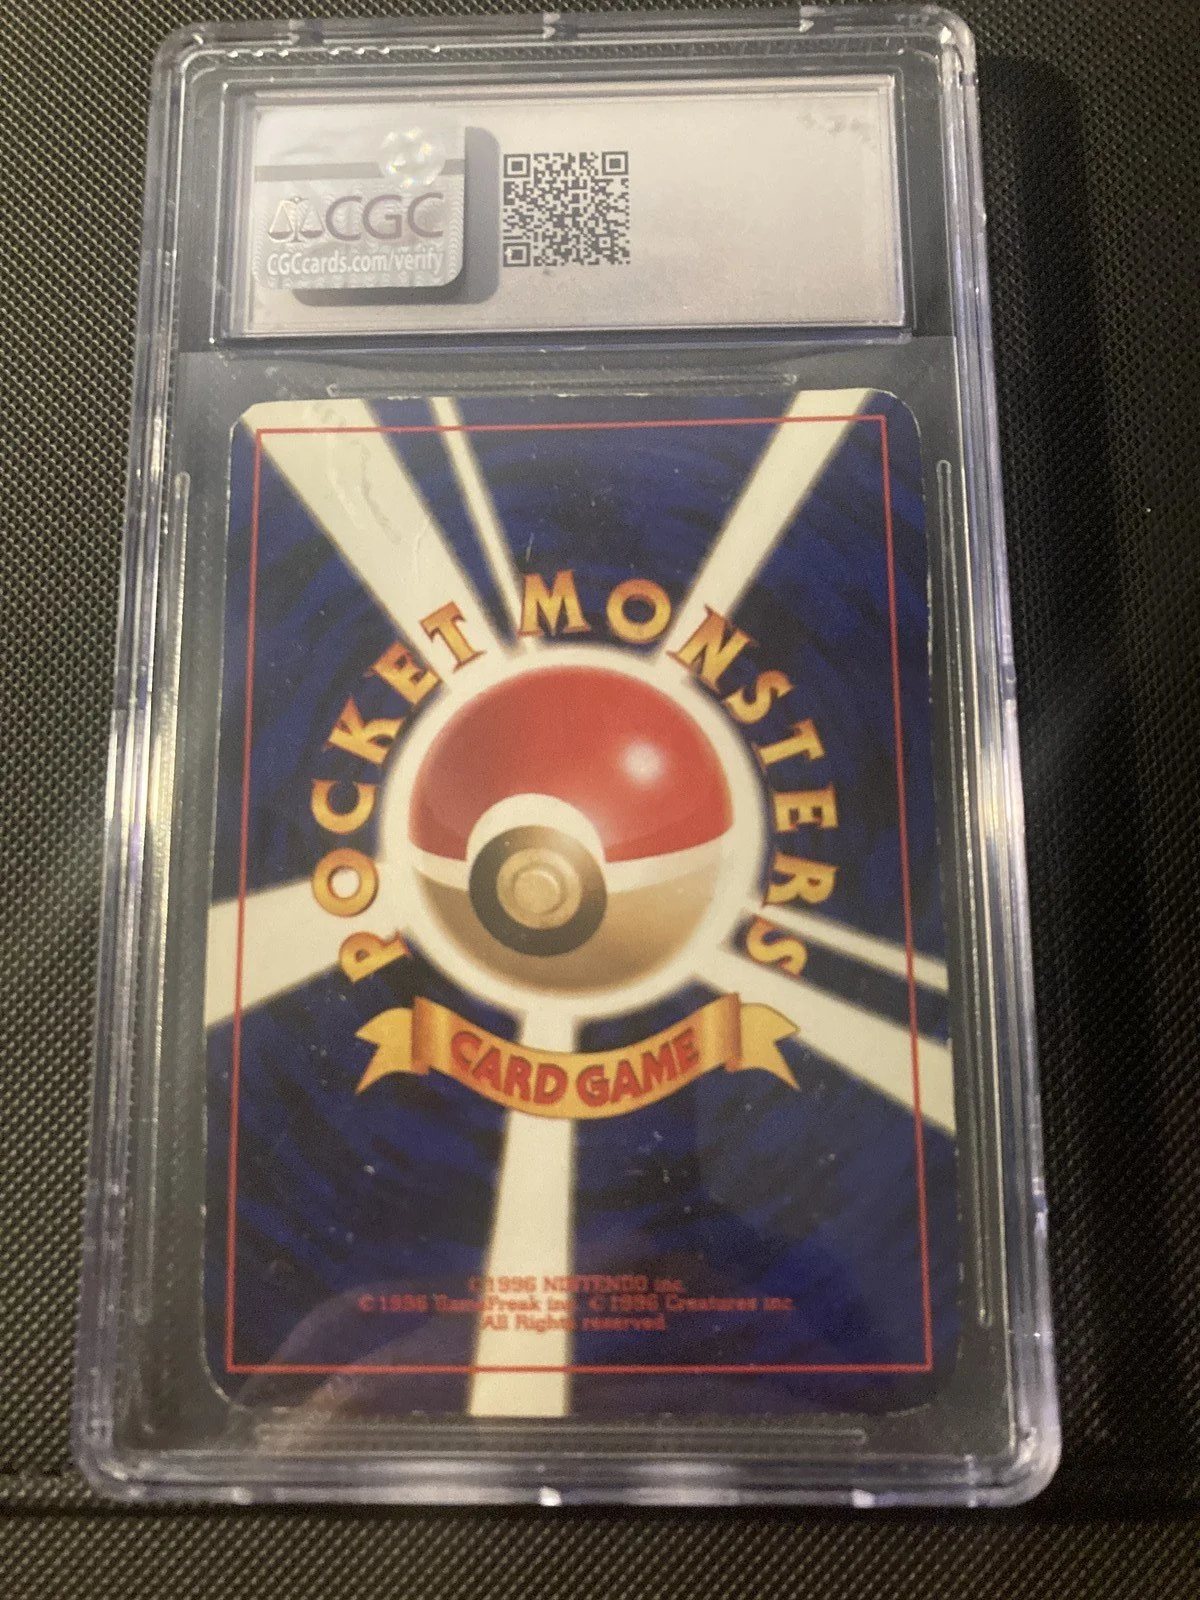 CGC
CGCcards.com/verify
POCKET MONSTERS
CARD GAME
©1996 NINTENDO inc.
©1996 GameFreak inc. ©1996 Creatures inc.
All Rights reserved.